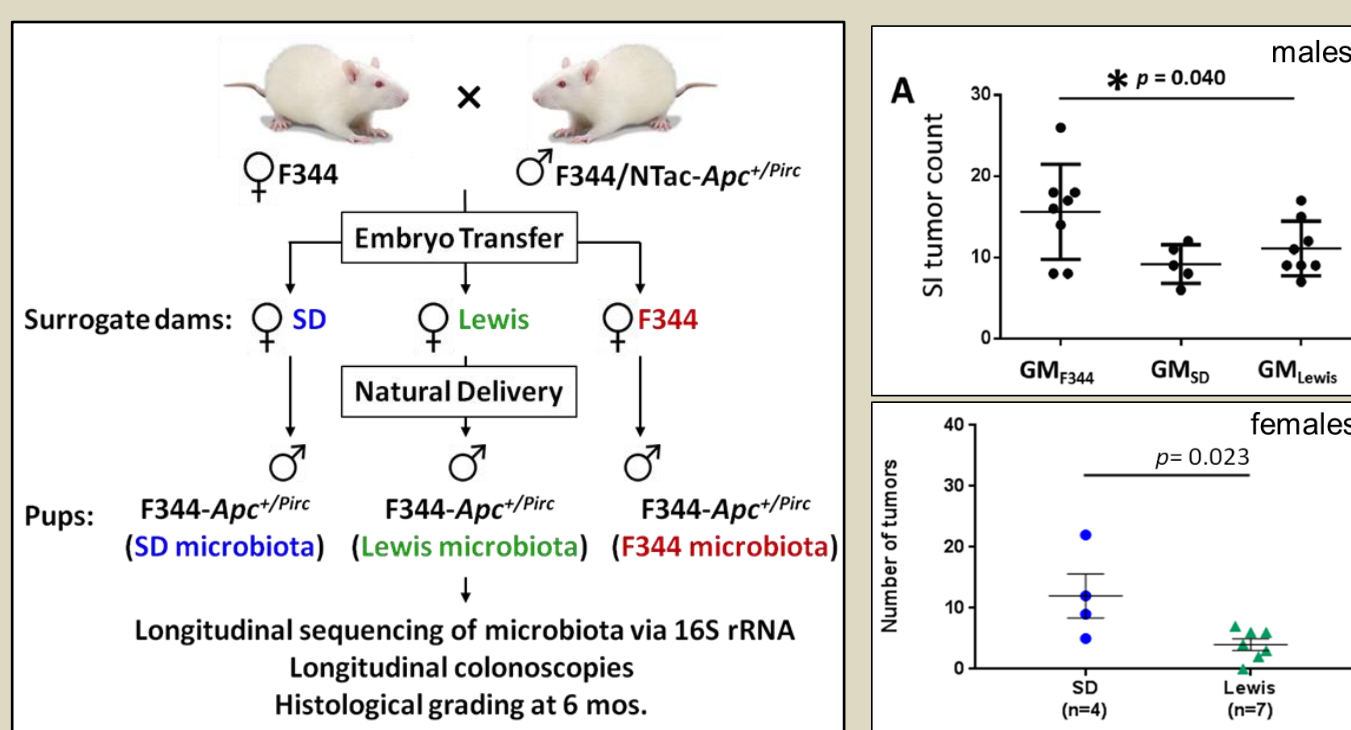 ×
♀F344
♂F344/NTac-Apc+/Pirc
Embryo Transfer
Surrogate dams: ♀ SD ♀ Lewis ♀F344
Natural Delivery
♂ ♂ ♂
Pups: F344-Apc+/Pirc F344-Apc+/Pirc F344-Apc+/Pirc
(SD microbiota) (Lewis microbiota) (F344 microbiota)
Longitudinal sequencing of microbiota via 16S rRNA
Longitudinal colonoscopies
Histological grading at 6 mos.
males
A
* p = 0.040
SI tumor count
30
20
10
0
GMF344 GMSD GMLewis
females
p= 0.023
Number of tumors
40
30
20
10
0
SD Lewis
(n=4) (n=7)